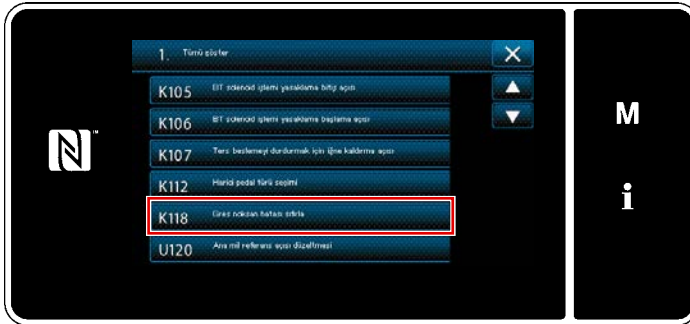 1. Tümü göster
K105 BT solenoid işlemi yasaklama bitiş açısı
K106 BT solenoid işlemi yasaklama başlama açısı
M
K107 Ters beslemeyi durdurmak için iğne kaldırma açısı
K112 Harici pedal türü seçimi
K118 Gres noksan hatası sıfırla
U120 Ana mil referans açısı düzeltmesi
i